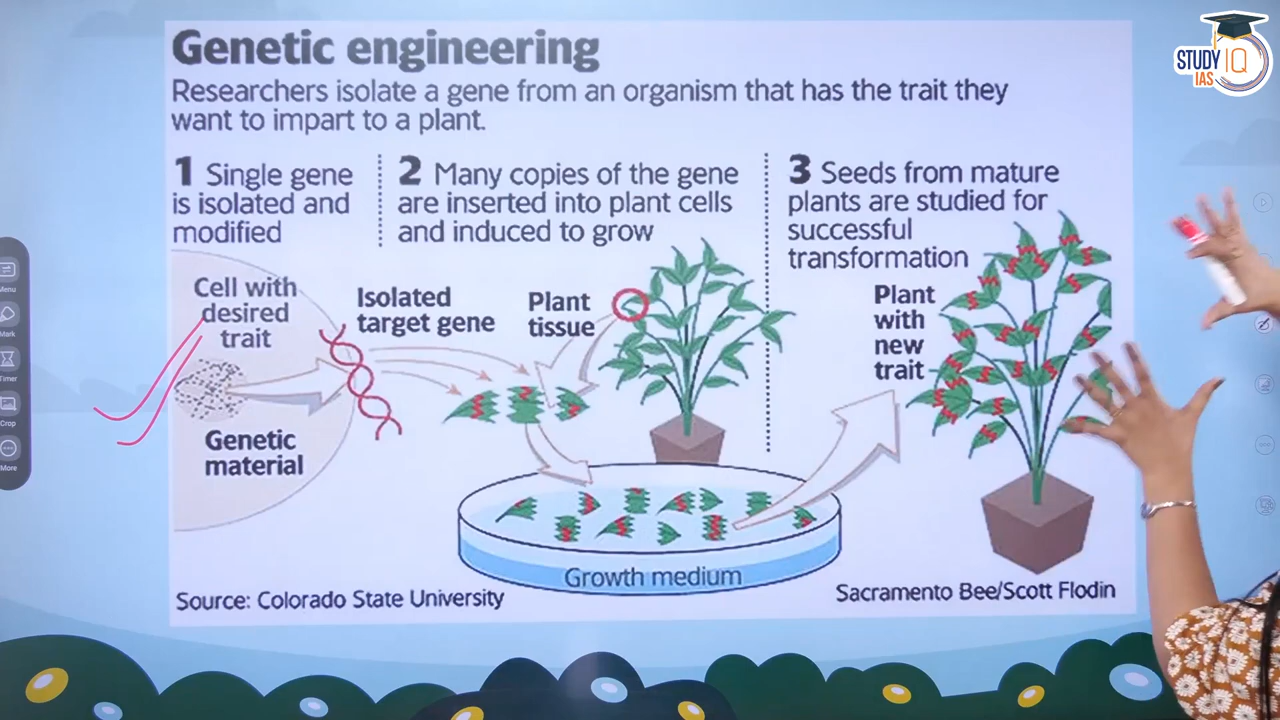 Genetic engineering
Researchers isolate a gene from an organism that has the trait they
want to impart to a plant.
1 Single gene
is isolated and
modified
2 Many copies of the gene
are inserted into plant cells
and induced to grow
3 Seeds from mature
plants are studied for
successful
transformation
Cell with
desired
trait
Isolated
target gene
Plant
tissue
Plant
with
new
trait
Genetic
material
Growth medium
Source: Colorado State University
Sacramento Bee/Scott Flodin
STUDY IQ
IAS
Menu
Mark
Timer
Crop
More